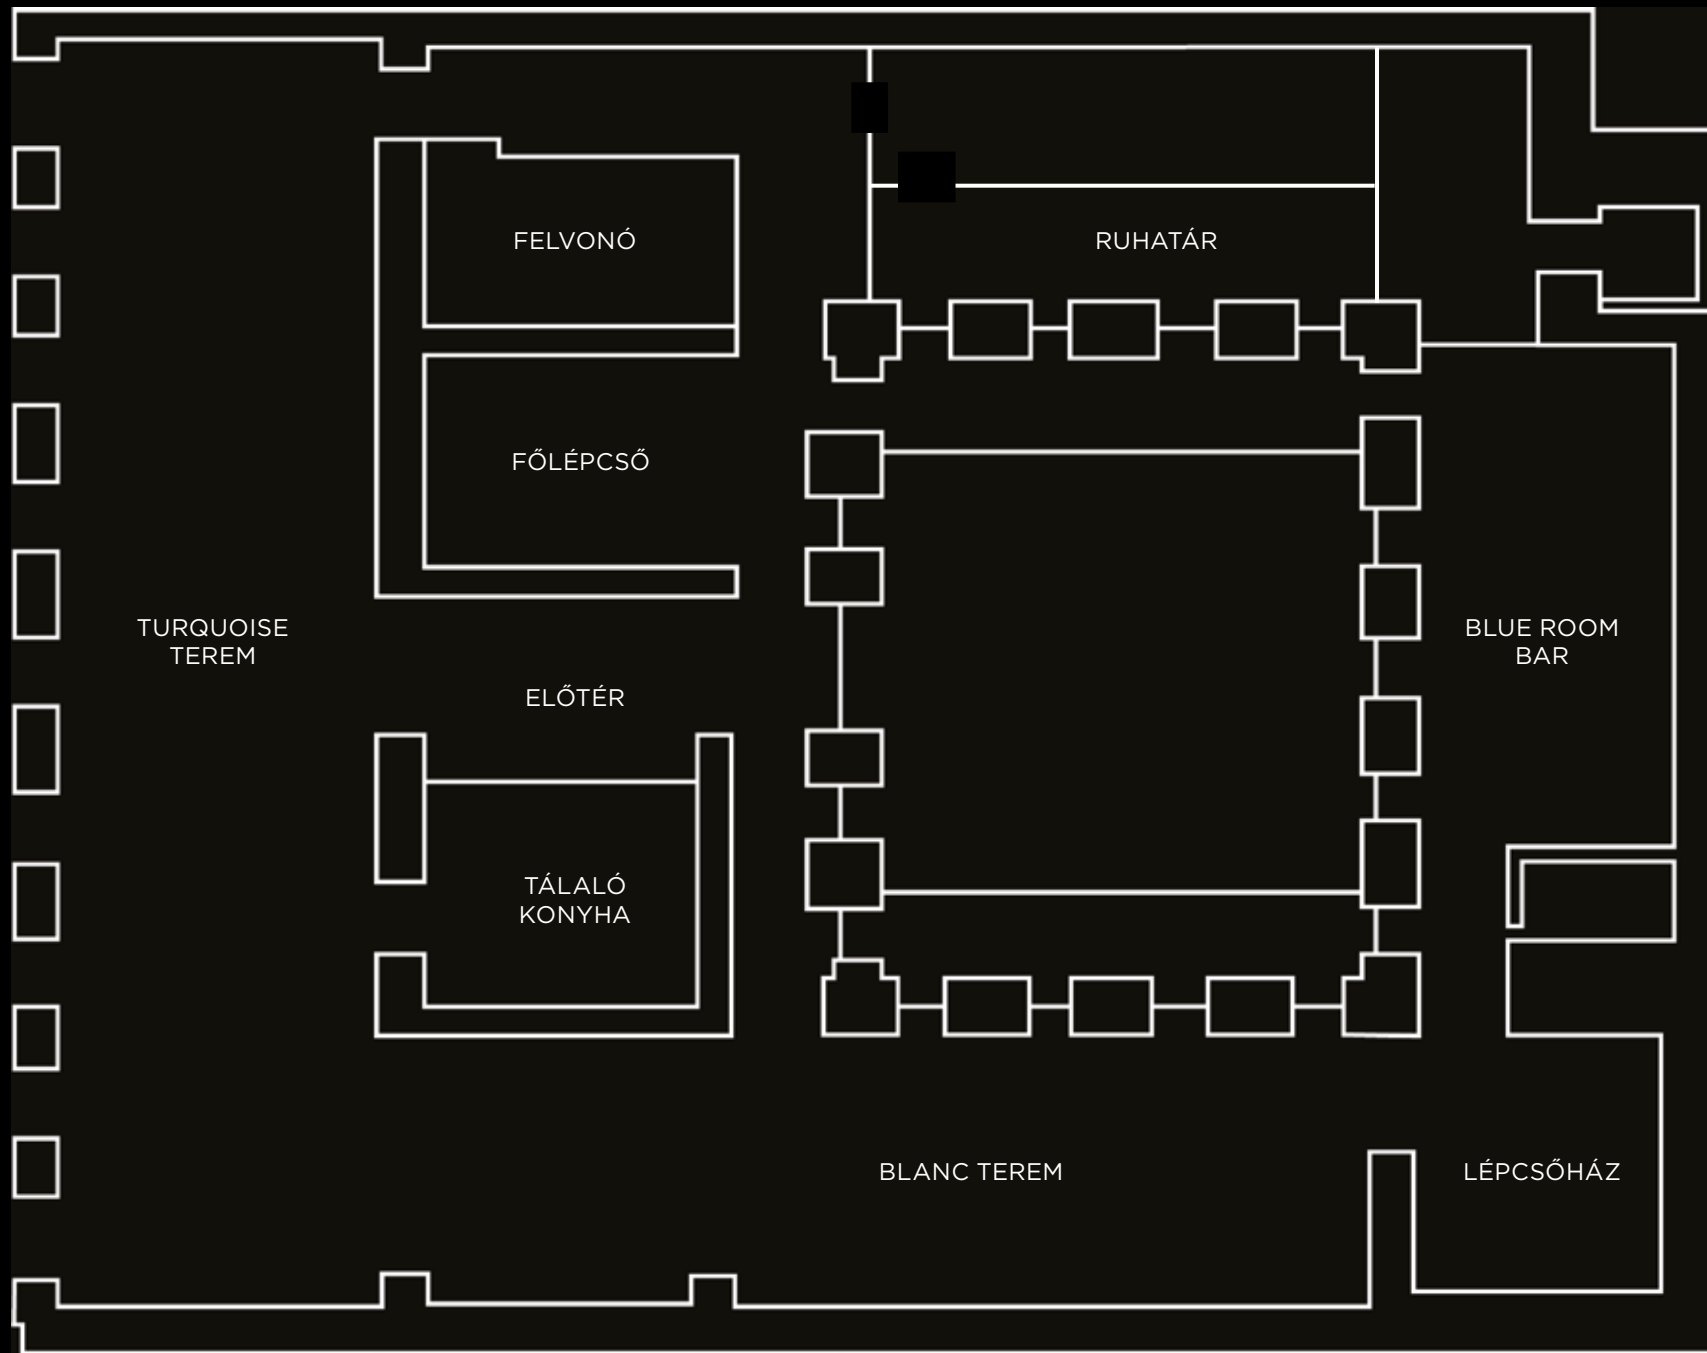 FELVONÓ
RUHATÁR
FŐLÉPCSŐ
TURQUOISE
TEREM
BLUE ROOM
BAR
ELŐTÉR
TÁLALÓ
KONYHA
BLANC TEREM
LÉPCSŐHÁZ